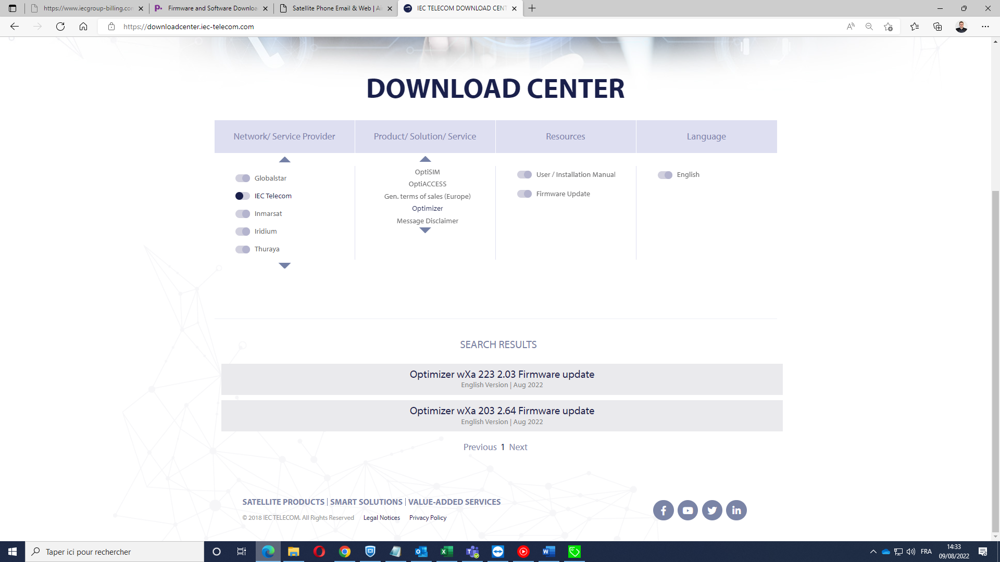 https://www.iecgroup-billing.com
Firmware and Software Downloa
Satellite Phone Email & Web | Ai
IEC TELECOM DOWNLOAD CENT
https://downloadcenter.iec-telecom.com
DOWNLOAD CENTER
Network/ Service Provider
Product/ Solution/ Service
Resources
Language
Globalstar
IEC Telecom
Inmarsat
Iridium
Thuraya
OptiSIM
OptiACCESS
Gen. terms of sales (Europe)
Optimizer
Message Disclaimer
User / Installation Manual
Firmware Update
English
SEARCH RESULTS
Optimizer wXa 223 2.03 Firmware update
English Version | Aug 2022
Optimizer wXa 203 2.64 Firmware update
English Version | Aug 2022
Previous 1 Next
SATELLITE PRODUCTS | SMART SOLUTIONS | VALUE-ADDED SERVICES
© 2018 IEC TELECOM. All Rights Reserved Legal Notices Privacy Policy
Taper ici pour rechercher
FRA
14:33
09/08/2022